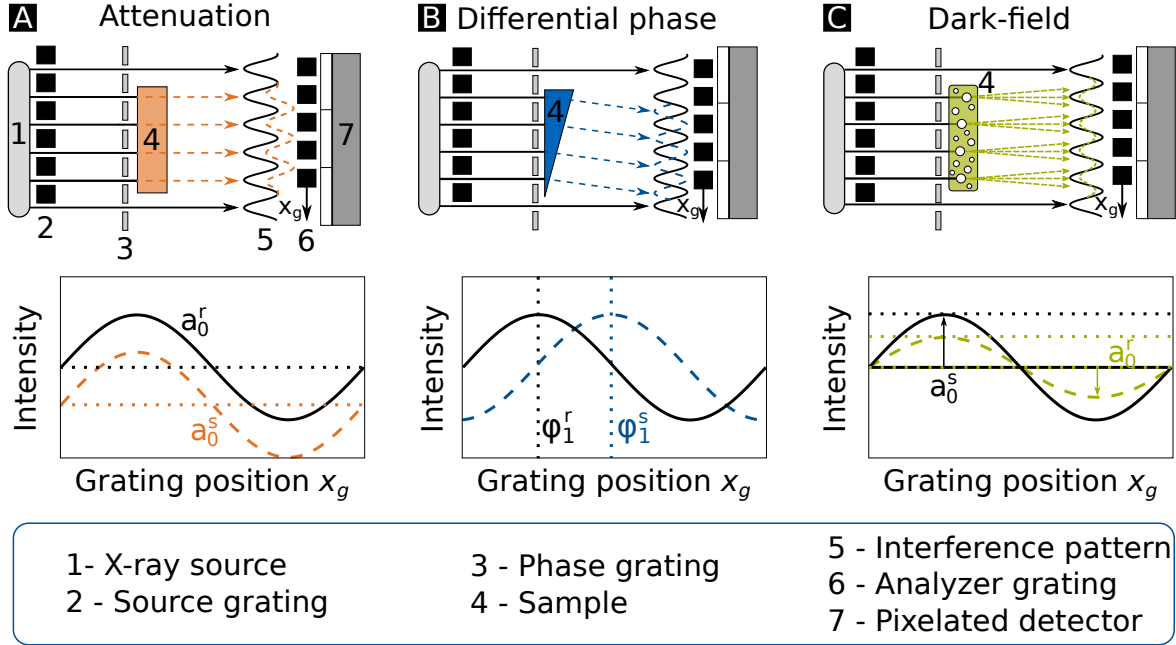 A Attenuation
1
2
3
4
5
6
7
x_g
Intensity
a_0^r
a_0^s
Grating position x_g
B Differential phase
4
x_g
Intensity
φ_1^r
φ_1^s
Grating position x_g
C Dark-field
4
x_g
Intensity
a_0^s
a_0^r
Grating position x_g
1- X-ray source
2 - Source grating
3 - Phase grating
4 - Sample
5 - Interference pattern
6 - Analyzer grating
7 - Pixelated detector